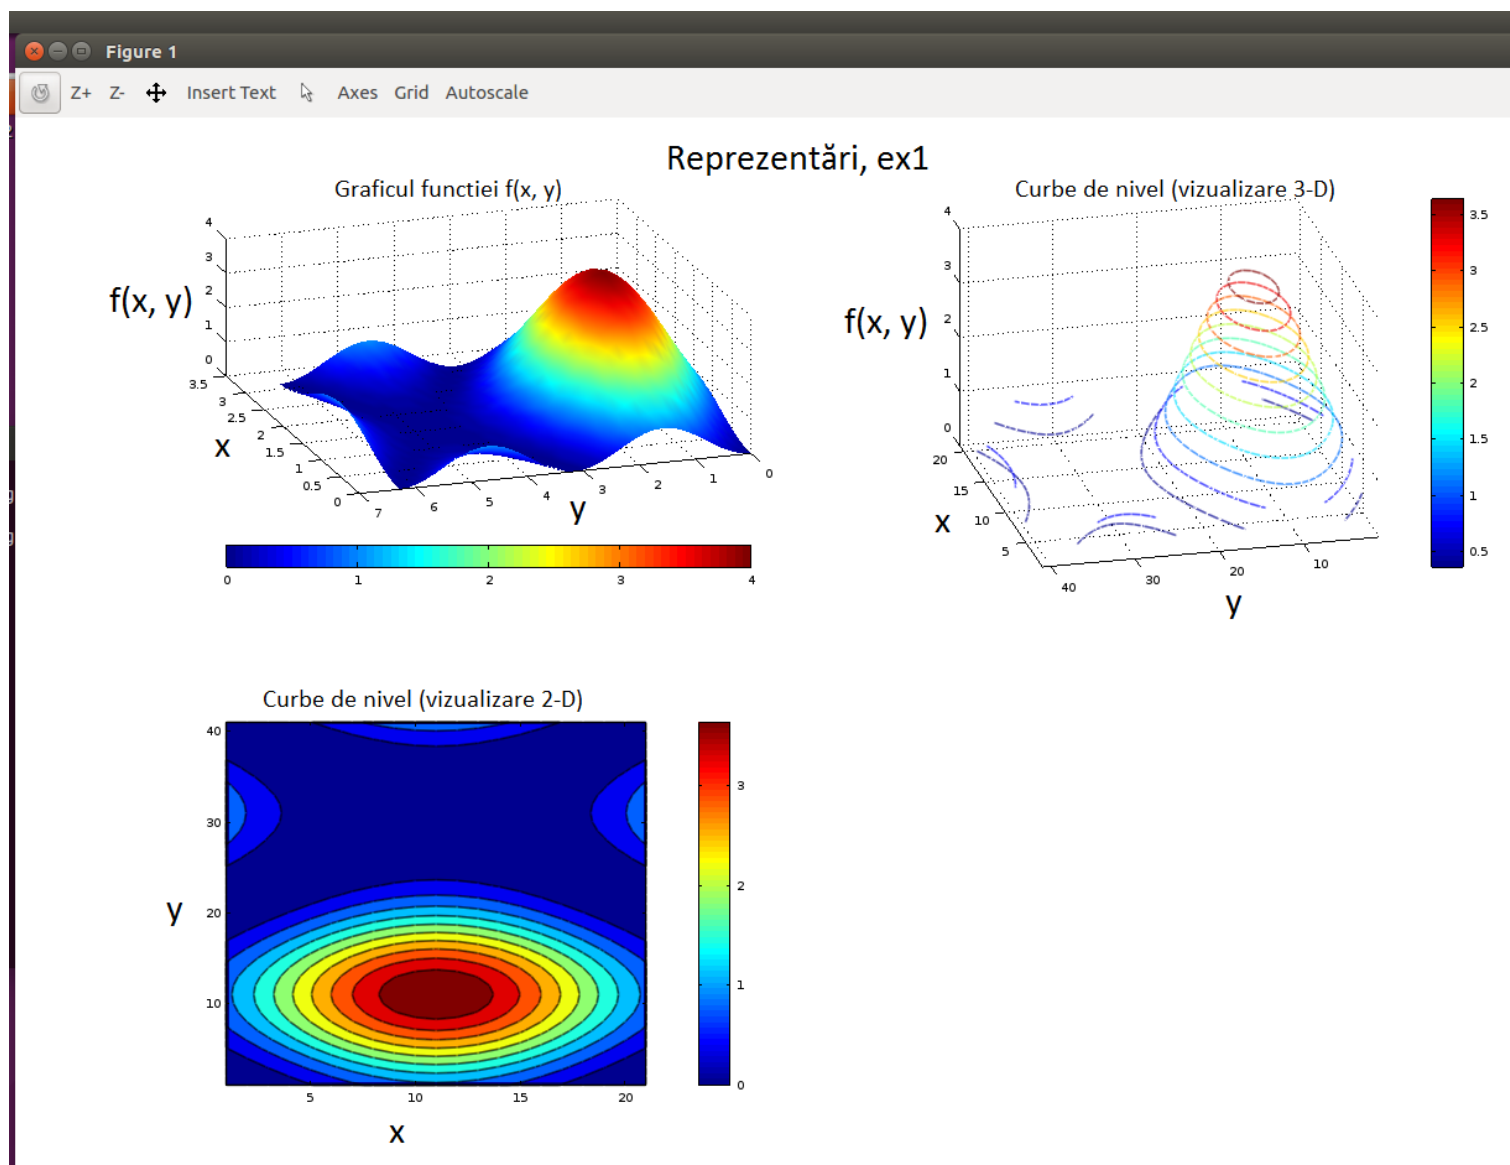 Figure 1
Z+ Z- Insert Text Axes Grid Autoscale
2
Reprezentări, ex1
Graficul functiei f(x, y)
4
3
2
1
0
f(x, y)
3.5
3
2.5
2
1.5
1
0.5
0
x
7
6
5
4
3
2
1
0
y
0 1 2 3 4
Curbe de nivel (vizualizare 3-D)
4
3
2
1
0
f(x, y)
20
15
10
5
x
40
30
20
10
y
3.5
3
2.5
2
1.5
1
0.5
g
g
Curbe de nivel (vizualizare 2-D)
40
30
20
10
y
5 10 15 20
x
3
2
1
0